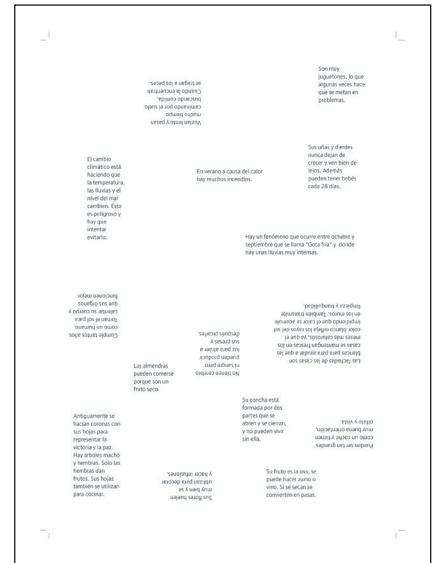 Son muy
juguetones, lo que
algunas veces hace
que se metan en
problemas.
Vuelan lento y pasan
mucho tiempo
caminando por el suelo
buscando comida.
Cuando la encuentran
se tragan a los peces.
Sus uñas y dientes
nunca dejan de
crecer y ven bien de
lejos. Además
pueden tener bebés
cada 28 días.
El cambio
climático está
haciendo que
la temperatura,
las lluvias y el
nivel del mar
cambien. Esto
es peligroso y
hay que
intentar
evitarlo.
En verano a causa del calor
hay muchos incendios.
Hay un fenómeno que ocurre entre octubre y
septiembre que se llama "Gota fría" y donde
hay unas lluvias muy intensas.
Cumple tantos años
como un humano.
Toman el sol para
calentar su cuerpo y
que sus órganos
funcionen mejor.
Las fachadas de las casas son
blancas para para ayudar a que las
casas se mantengan frescas en los
meses más calurosos, ya que el
color blanco refleja los rayos del sol
impidiendo que el calor se acumule
en los muros. También transmite
limpieza y tranquilidad.
No tienen cerebro
ni sangre pero
pueden producir
luz para atraer a
sus presas y
después picarles.
Las almendras
pueden comerse
porque son un
fruto seco.
Su concha está
formada por dos
partes que se
abren y se cierran,
y no pueden vivir
sin ella.
Antiguamente se
hacían coronas con
sus hojas para
representar la
victoria y la paz.
Hay árboles macho
y hembras. Solo las
hembras dan
frutos. Sus hojas
también se utilizan
para cocinar.
Pueden ser tan grandes
como un coche y tienen
muy buena orientación,
olfato y vista.
Sus flores huelen
muy bien y se
utilizan para decorar
y hacer infusiones.
Su fruto es la uva, se
puede hacer zumo o
vino. Si se secan se
convierten en pasas.